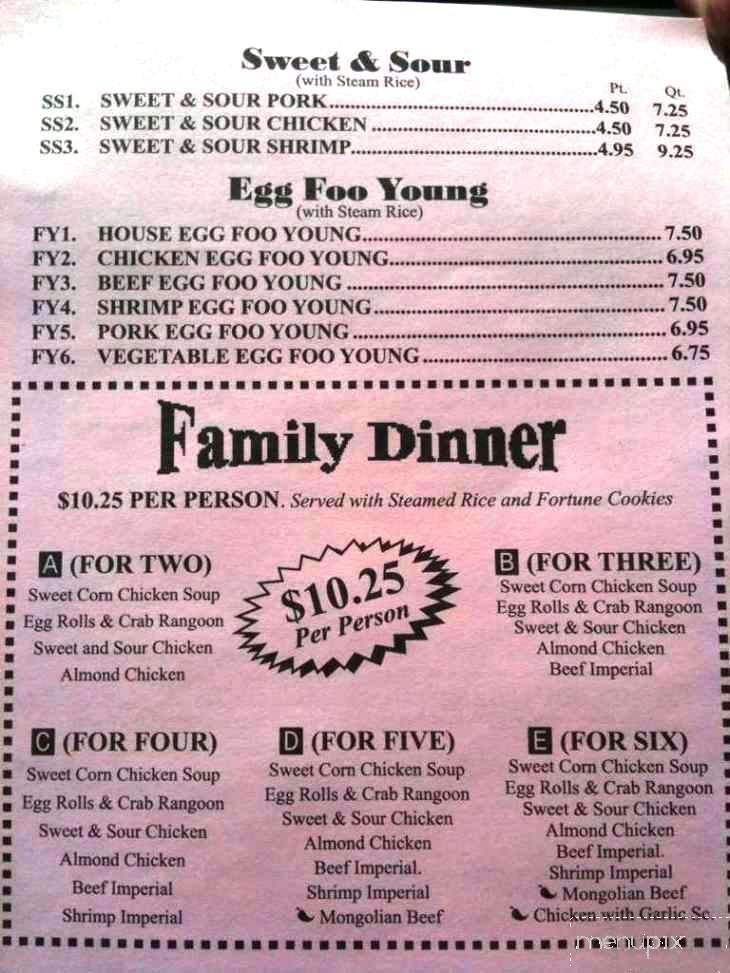 Sweet & Sour
(with Steam Rice)
Pt. Qt.
SS1. SWEET & SOUR PORK....4.50 7.25
SS2. SWEET & SOUR CHICKEN....4.50 7.25
SS3. SWEET & SOUR SHRIMP....4.95 9.25
Egg Foo Young
(with Steam Rice)
FY1. HOUSE EGG FOO YOUNG....7.50
FY2. CHICKEN EGG FOO YOUNG....6.95
FY3. BEEF EGG FOO YOUNG....7.50
FY4. SHRIMP EGG FOO YOUNG....7.50
FY5. PORK EGG FOO YOUNG....6.95
FY6. VEGETABLE EGG FOO YOUNG....6.75
Family Dinner
$10.25 PER PERSON. Served with Steamed Rice and Fortune Cookies
A (FOR TWO)
Sweet Corn Chicken Soup
Egg Rolls & Crab Rangoon
Sweet and Sour Chicken
Almond Chicken
$10.25
Per Person
B (FOR THREE)
Sweet Corn Chicken Soup
Egg Rolls & Crab Rangoon
Sweet & Sour Chicken
Almond Chicken
Beef Imperial
C (FOR FOUR)
Sweet Corn Chicken Soup
Egg Rolls & Crab Rangoon
Sweet & Sour Chicken
Almond Chicken
Beef Imperial
Shrimp Imperial
D (FOR FIVE)
Sweet Corn Chicken Soup
Egg Rolls & Crab Rangoon
Sweet & Sour Chicken
Almond Chicken
Beef Imperial.
Shrimp Imperial
Mongolian Beef
E (FOR SIX)
Sweet Corn Chicken Soup
Egg Rolls & Crab Rangoon
Sweet & Sour Chicken
Almond Chicken
Beef Imperial.
Shrimp Imperial
Mongolian Beef
Chicken with Garlic Sc.
menupix